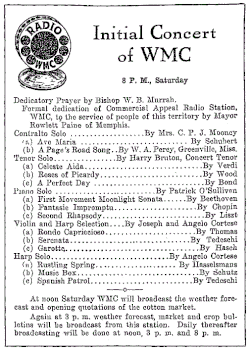 RADIO
WMC
Initial Concert
of WMC
8 P. M., Saturday
Dedicatory Prayer by Bishop W. B. Murrah.
Formal dedication of Commercial Appeal Radio Station,
WMC, to the service of people of this territory by Mayor
Rowlett Paine of Memphis.
Contralto Solo - - - - By Mrs. C. P. J. Mooney
(a) Ave Maria - - - - By Schubert
(b) A Page's Road Song - - By W. A. Percy, Greenville, Miss.
Tenor Solo - - - - By Harry Bruton, Concert Tenor
(a) Celeste Aida - - - - By Verdi
(b) Roses of Picardy - - - - By Wood
(c) A Perfect Day - - - - By Bond
Piano Solo - - - - By Patrick O'Sullivan
(a) First Movement Moonlight Sonata - - By Beethoven
(b) Fantasie Impromptu - - - - By Chopin
(c) Second Rhapsody - - - - By Liszt
Violin and Harp Selection - By Joseph and Angelo Cortese
(a) Rondo Capriccioso - - - - By Thomas
(b) Serenata - - - - By Tedeschi
(c) Gavotte - - - - By Hasch
Harp Solo - - - - By Angelo Cortese
(a) Rustling Spring - - - - By Hasselmans
(b) Music Box - - - - By Schutz
(c) Spanish Patrol - - - - By Tedeschi
At noon Saturday WMC will broadcast the weather fore-
cast and opening quotations of the cotton market.
Again at 3 p. m. weather forecast, market and crop bul-
letins will be broadcast from this station. Daily thereafter
broadcasting will be done at noon, 3 p. m. and 8 p. m.